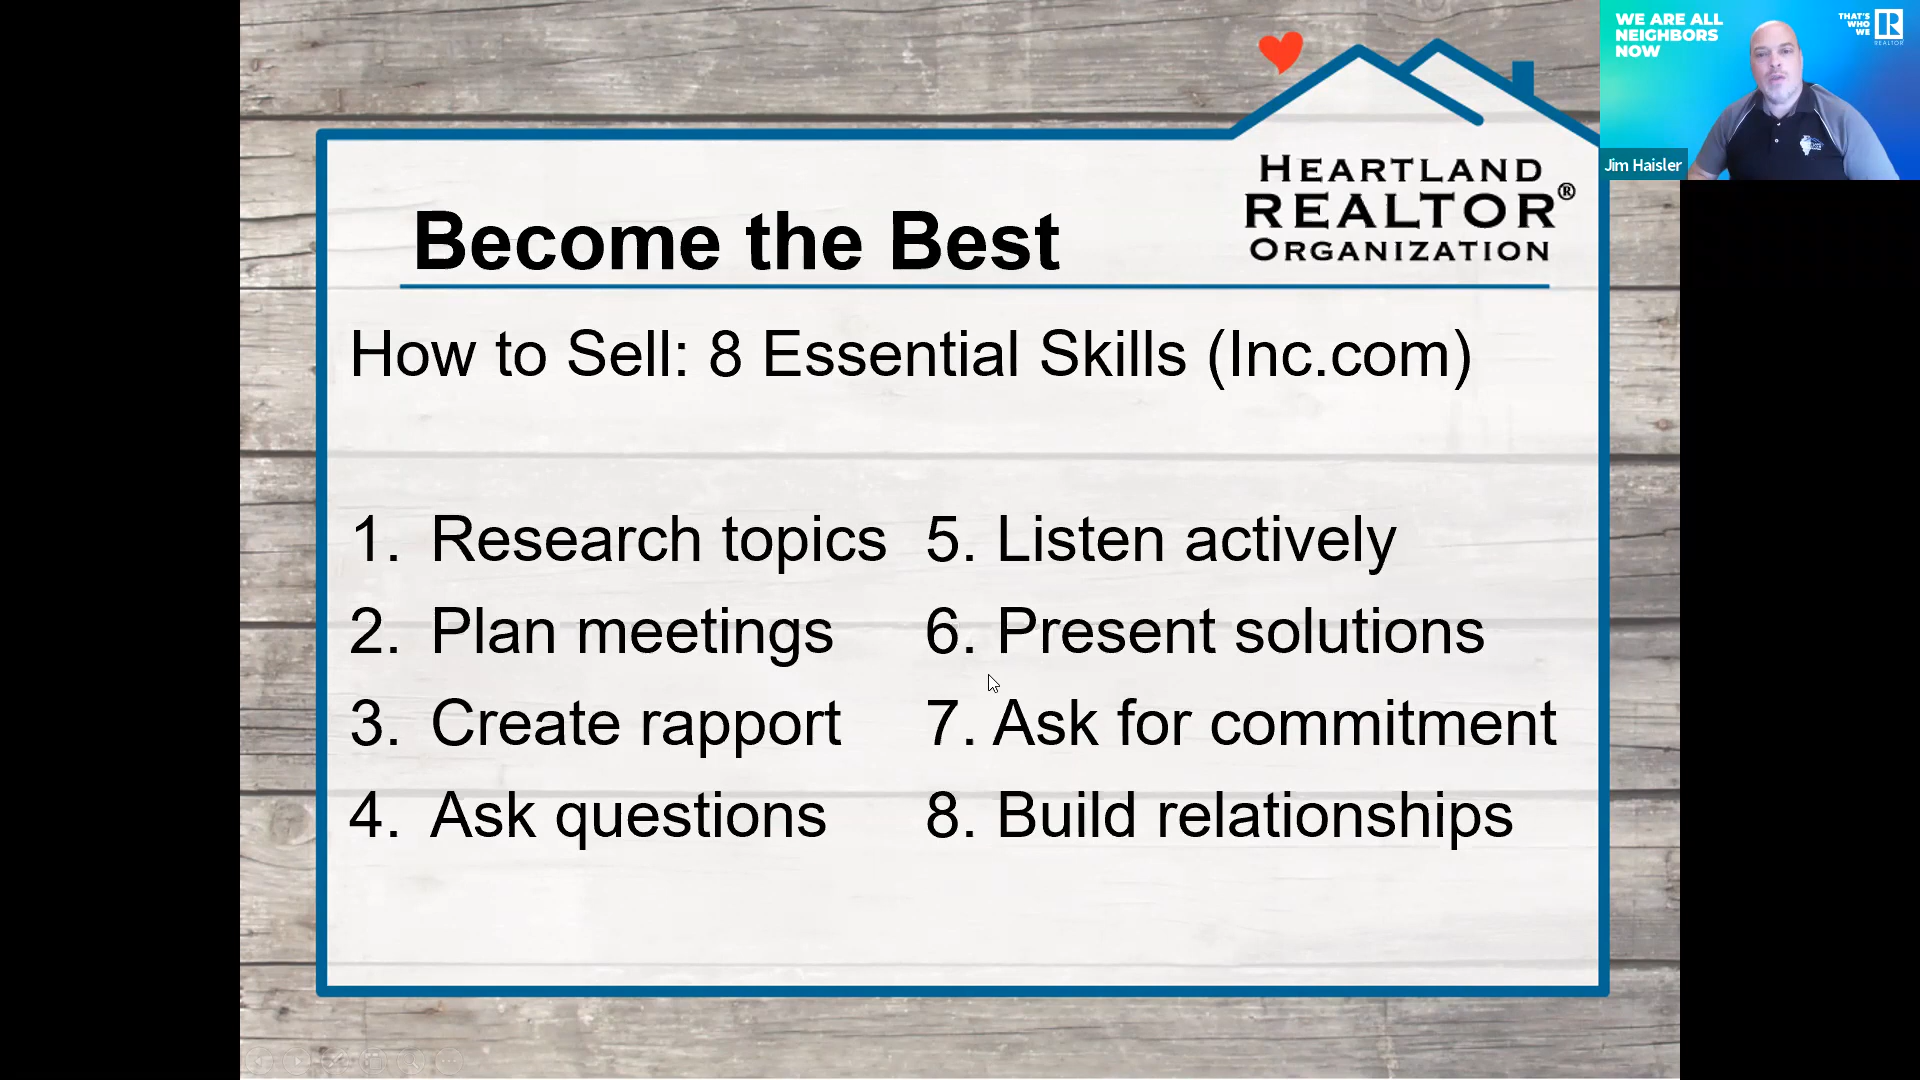 WE ARE ALL
NEIGHBORS
NOW
THAT'S
WHO
WE
R
REALTOR
Jim Haisler
HEARTLAND
REALTOR®
ORGANIZATION
Become the Best
How to Sell: 8 Essential Skills (Inc.com)
1. Research topics
2. Plan meetings
3. Create rapport
4. Ask questions
5. Listen actively
6. Present solutions
7. Ask for commitment
8. Build relationships